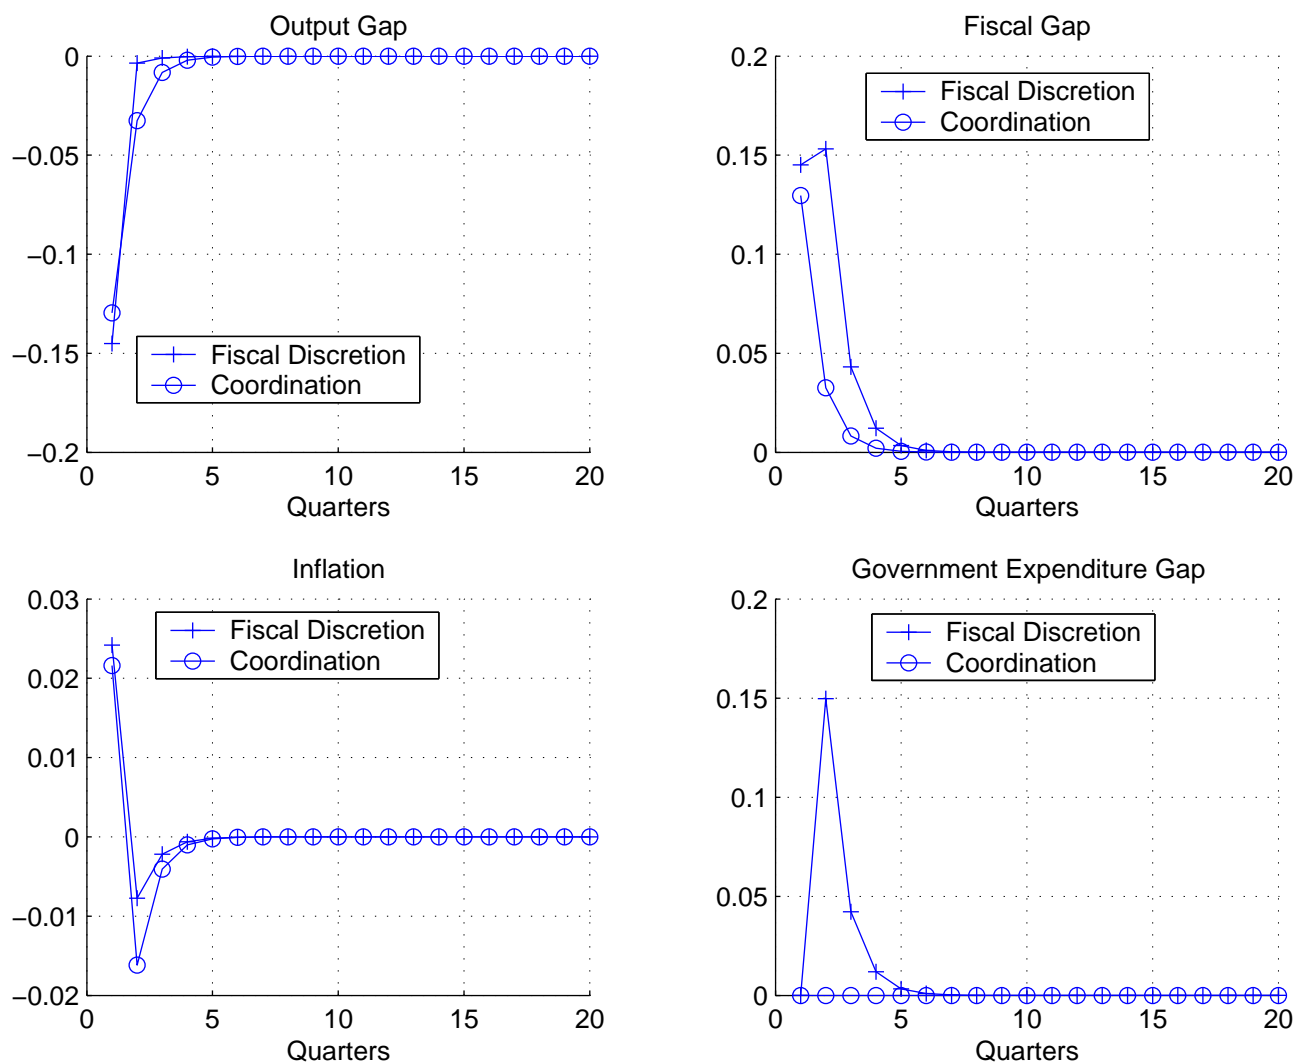 Output Gap
0
−0.05
−0.1
−0.15
−0.2
0
5
10
15
20
Quarters
Fiscal Discretion
Coordination
Fiscal Gap
0.2
0.15
0.1
0.05
0
0
5
10
15
20
Quarters
Fiscal Discretion
Coordination
Inflation
0.03
0.02
0.01
0
−0.01
−0.02
0
5
10
15
20
Quarters
Fiscal Discretion
Coordination
Government Expenditure Gap
0.2
0.15
0.1
0.05
0
0
5
10
15
20
Quarters
Fiscal Discretion
Coordination